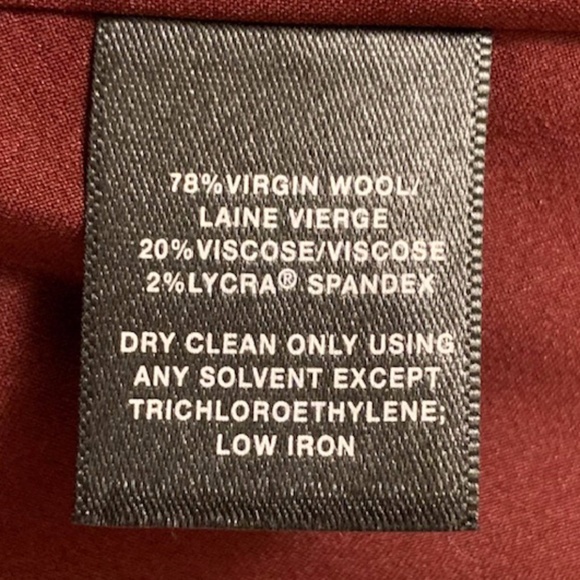 78%VIRGIN WOOL/
LAINE VIERGE
20%VISCOSE/VISCOSE
2%LYCRA® SPANDEX
DRY CLEAN ONLY USING
ANY SOLVENT EXCEPT
TRICHLOROETHYLENE;
LOW IRON